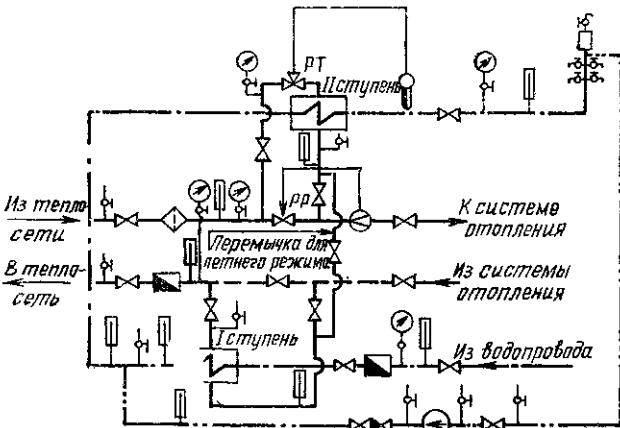 РТ
II ступень
Из тепло-
сети
РР
К системе
отопления
Перемычка для
летнего режима
В тепло-
сеть
Из системы
отопления
I ступень
Из водопровода